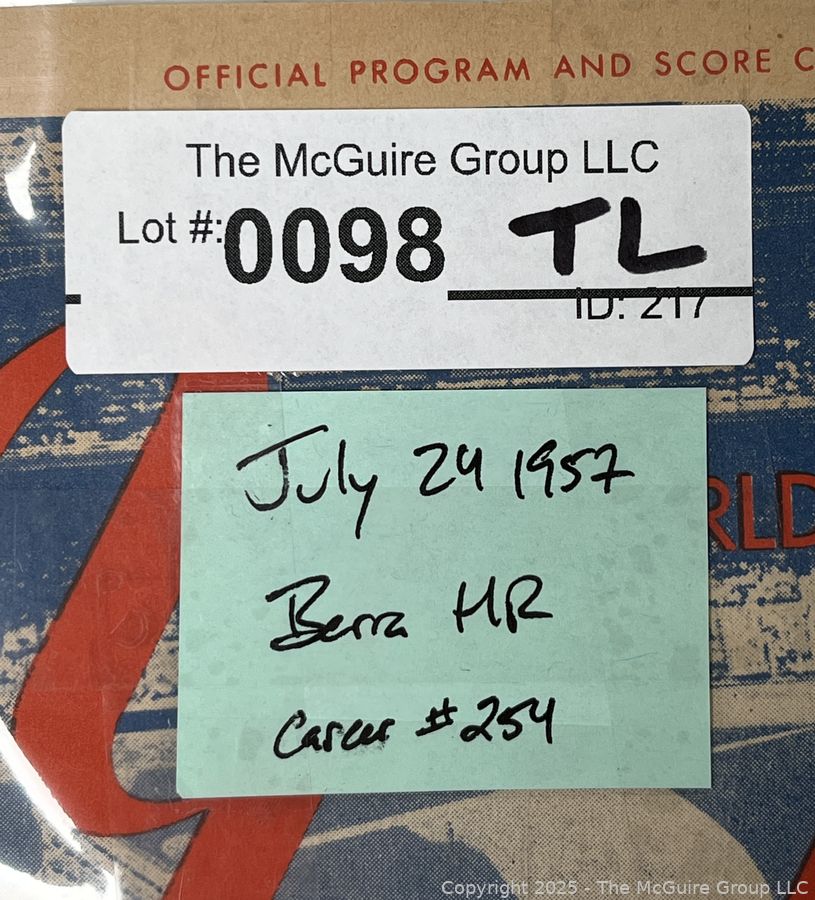 OFFICIAL PROGRAM AND SCORE C
The McGuire Group LLC
Lot #:0098 TL
ID: 217
July 24 1957
RLD
Berra HR
Career #254
Copyright 2025 - The McGuire Group LLC